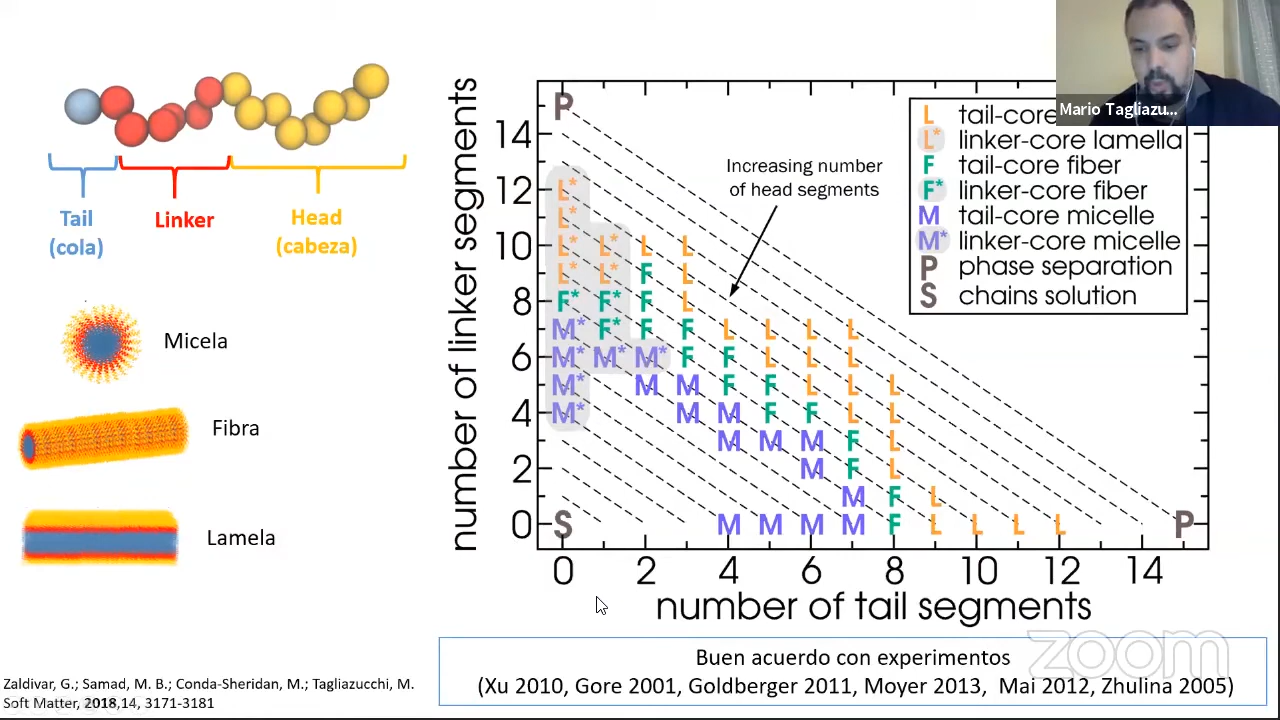 Tail
(cola)
Linker
Head
(cabeza)
Micela
Fibra
Lamela
Zaldivar, G.; Samad, M. B.; Conda-Sheridan, M.; Tagliazucchi, M.
Soft Matter, 2018,14, 3171-3181
number of linker segments
14
12
10
8
6
4
2
0
P
L*
L*
L* L* L L
L* L* F L
F* F* F L
M* F* F F L L L L
M* M* M* F F L L L
M* M M F F L L L
M* M M F F L L
M M M F L
M F L
M F L
S M M M M F L L L L P
0 2 4 6 8 10 12 14
number of tail segments
Increasing number
of head segments
L tail-core
L* linker-core lamella
F tail-core fiber
F* linker-core fiber
M tail-core micelle
M* linker-core micelle
P phase separation
S chains solution
Mario Tagliazu...
Buen acuerdo con experimentos
(Xu 2010, Gore 2001, Goldberger 2011, Moyer 2013, Mai 2012, Zhulina 2005)
zoom